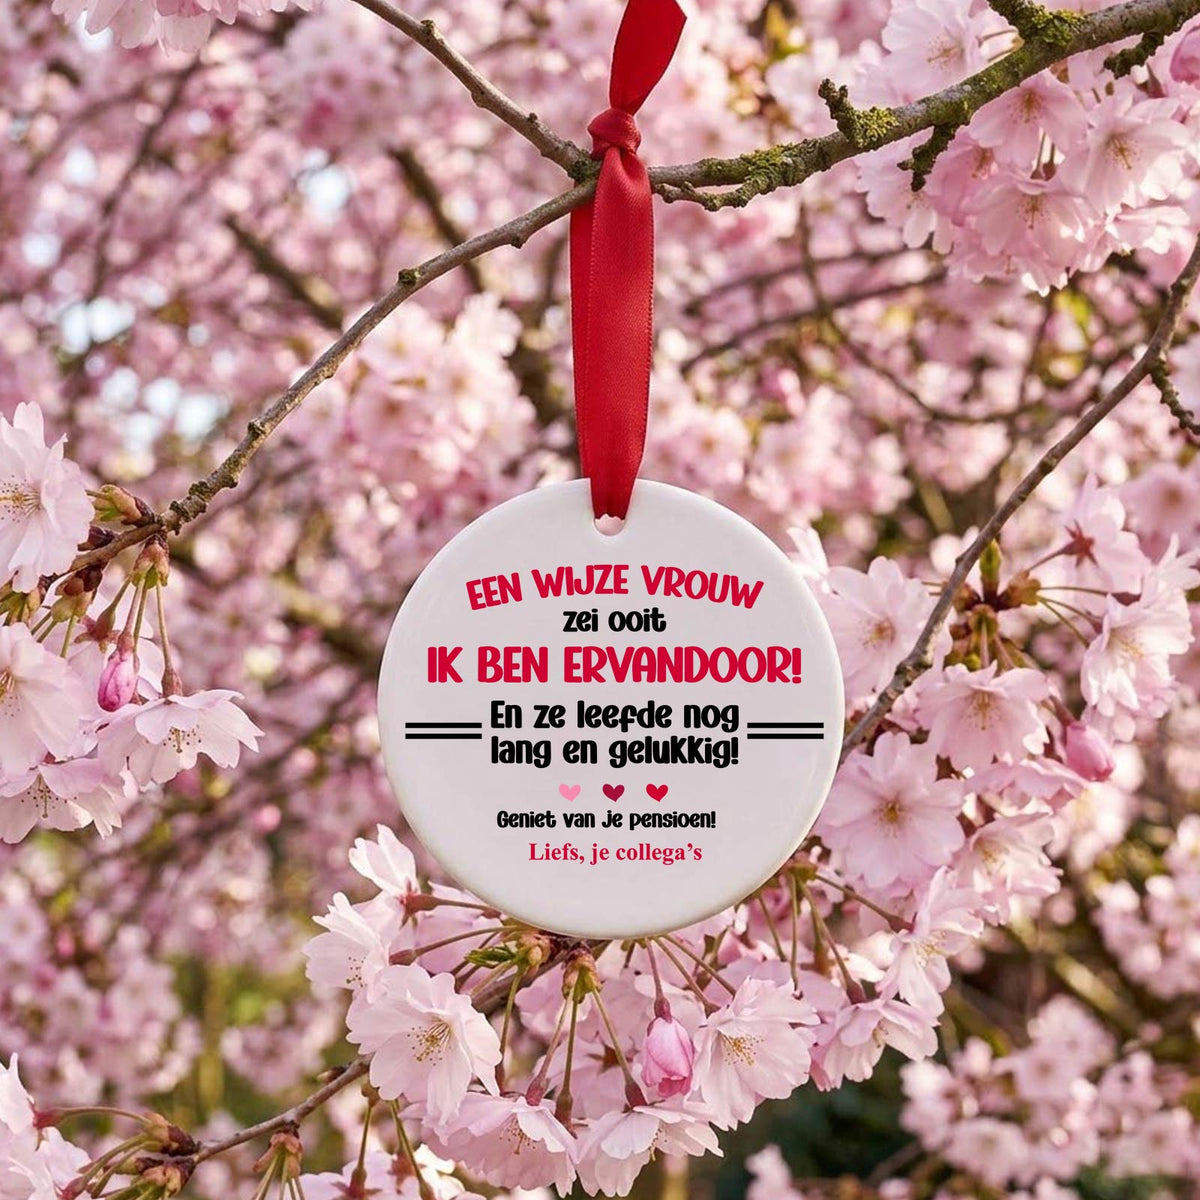 EEN WIJZE VROUW
zei ooit
IK BEN ERVANDOOR!
En ze leefde nog
lang en gelukkig!
Geniet van je pensioen!
Liefs, je collega's